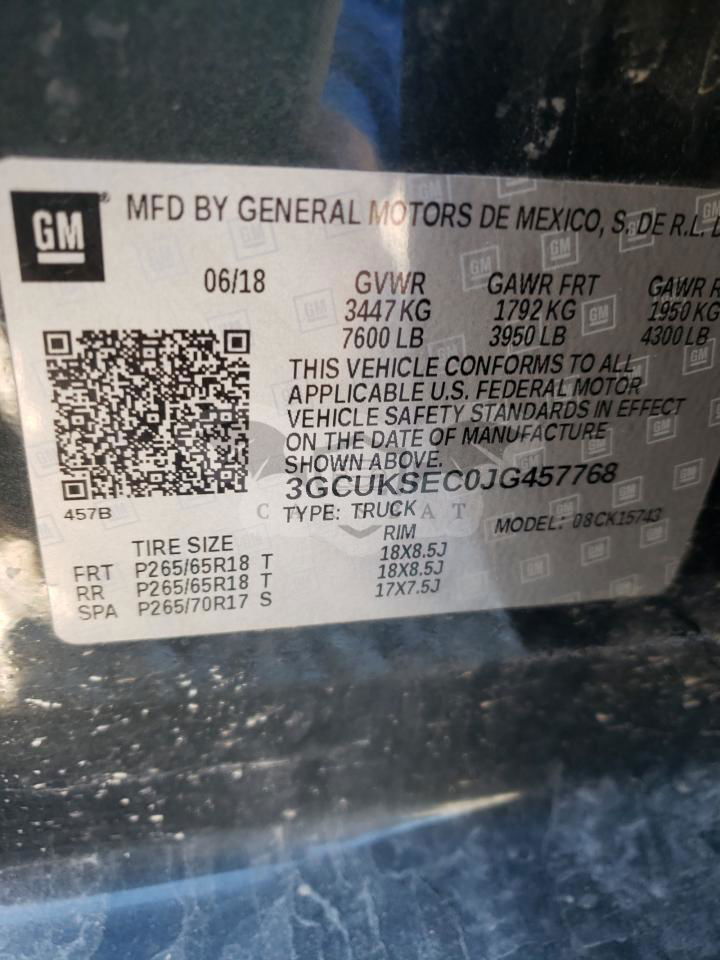 GM
MFD BY GENERAL MOTORS DE MEXICO, S. DE R.L.
06/18 GVWR GAWR FRT GAWR
3447 KG 1792 KG 1950 KG
7600 LB 3950 LB 4300 LB
THIS VEHICLE CONFORMS TO ALL
APPLICABLE U.S. FEDERAL MOTOR
VEHICLE SAFETY STANDARDS IN EFFECT
ON THE DATE OF MANUFACTURE
SHOWN ABOVE.
3GCUKSEC0JG457768
457B TYPE: TRUCK MODEL: 08CK15743
TIRE SIZE RIM
FRT P265/65R18 T 18X8.5J
RR P265/65R18 T 18X8.5J
SPA P265/70R17 S 17X7.5J